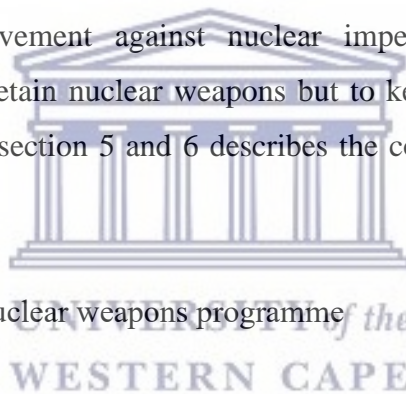 vement against nuclear impe
etain nuclear weapons but to ke
section 5 and 6 describes the c
uclear weapons programme
UNIVERSITY of the
WESTERN CAPE